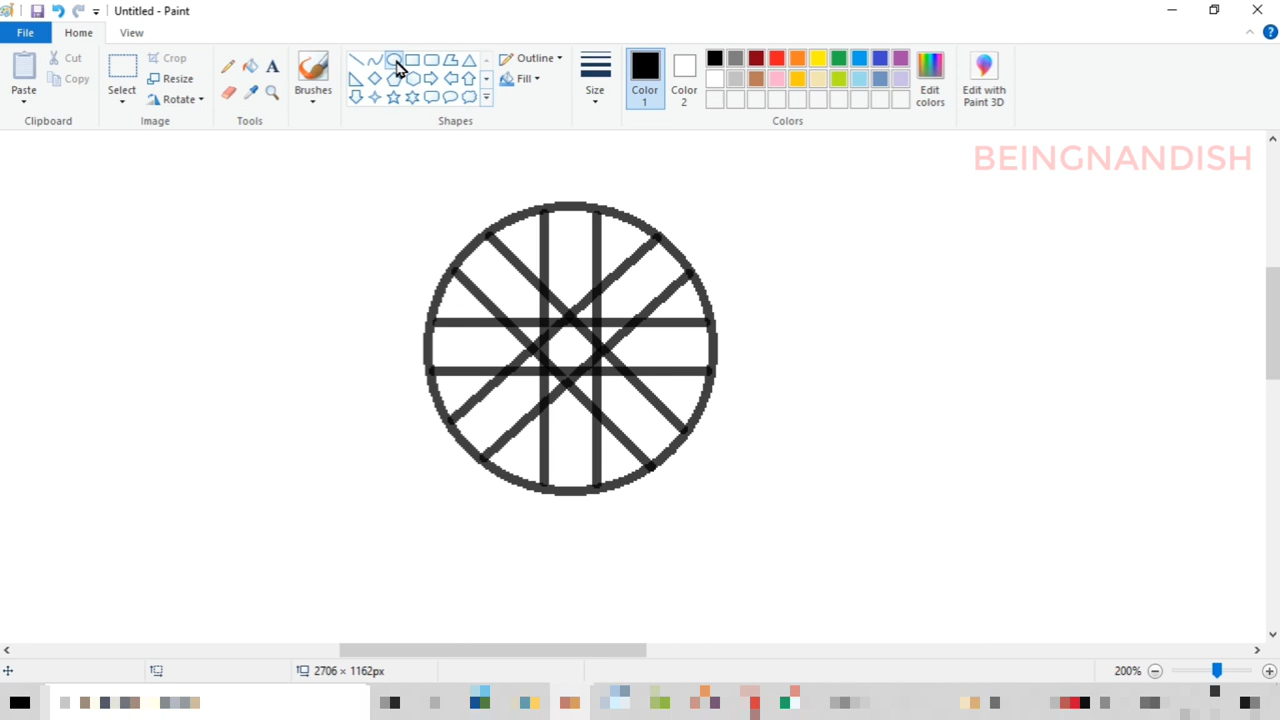 Untitled - Paint
File Home View
Paste
Cut
Copy
Clipboard
Select
Crop
Resize
Rotate
Image
Tools
Brushes
Shapes
Outline
Fill
Size
Color 1
Color 2
Edit colors
Colors
Edit with Paint 3D
BEINGNANDISH
2706 × 1162px
200%